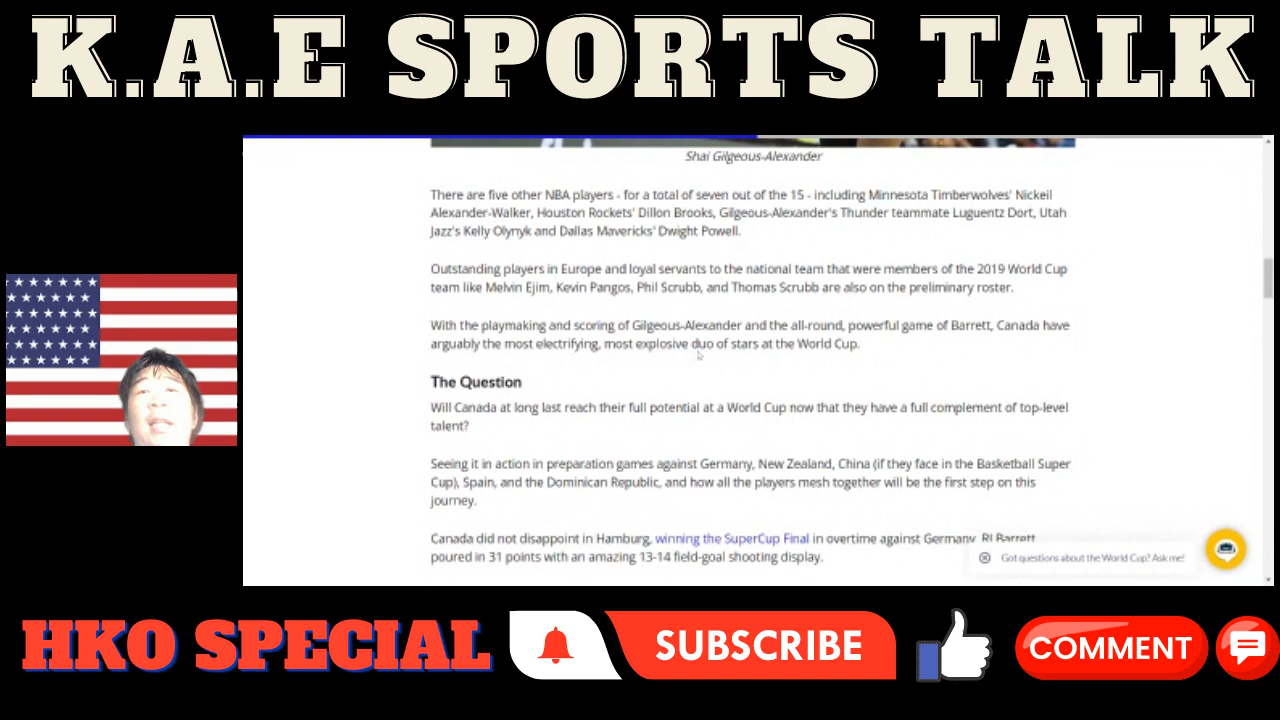 K.A.E SPORTS TALK
Shai Gilgeous-Alexander
There are five other NBA players - for a total of seven out of the 15 - including Minnesota Timberwolves' Nickeil
Alexander-Walker, Houston Rockets' Dillon Brooks, Gilgeous-Alexander's Thunder teammate Luguentz Dort, Utah
Jazz's Kelly Olynyk and Dallas Mavericks' Dwight Powell.
Outstanding players in Europe and loyal servants to the national team that were members of the 2019 World Cup
team like Melvin Ejim, Kevin Pangos, Phil Scrubb, and Thomas Scrubb are also on the preliminary roster.
With the playmaking and scoring of Gilgeous-Alexander and the all-round, powerful game of Barrett, Canada have
arguably the most electrifying, most explosive duo of stars at the World Cup.
The Question
Will Canada at long last reach their full potential at a World Cup now that they have a full complement of top-level
talent?
Seeing it in action in preparation games against Germany, New Zealand, China (if they face in the Basketball Super
Cup), Spain, and the Dominican Republic, and how all the players mesh together will be the first step on this
journey.
Canada did not disappoint in Hamburg, winning the SuperCup Final in overtime against Germany. RJ Barrett
poured in 31 points with an amazing 13-14 field-goal shooting display.
Got questions about the World Cup? Ask me!
HKO SPECIAL
SUBSCRIBE
COMMENT